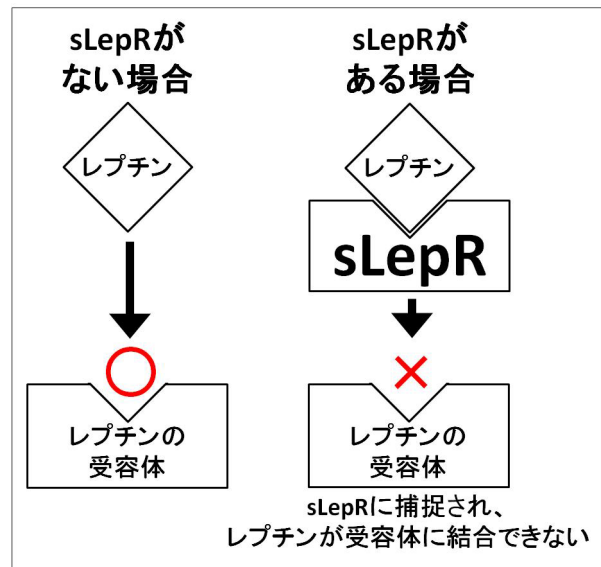 sLepRが
ない場合
レプチン
レプチンの
受容体
sLepRが
ある場合
レプチン
sLepR
レプチンの
受容体
sLepRに捕捉され、
レプチンが受容体に結合できない